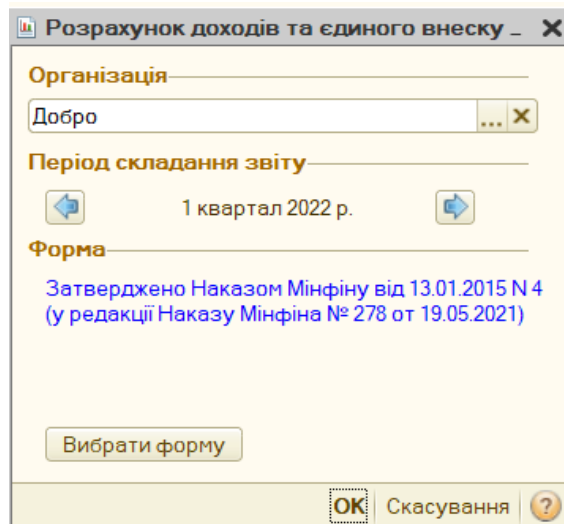 Розрахунок доходів та єдиного внеску _
Організація
Добро
...
Період складання звіту
1 квартал 2022 р.
Форма
Затверджено Наказом Мінфіну від 13.01.2015 N 4
(у редакції Наказу Мінфіна № 278 от 19.05.2021)
Вибрати форму
ОК Скасування ?